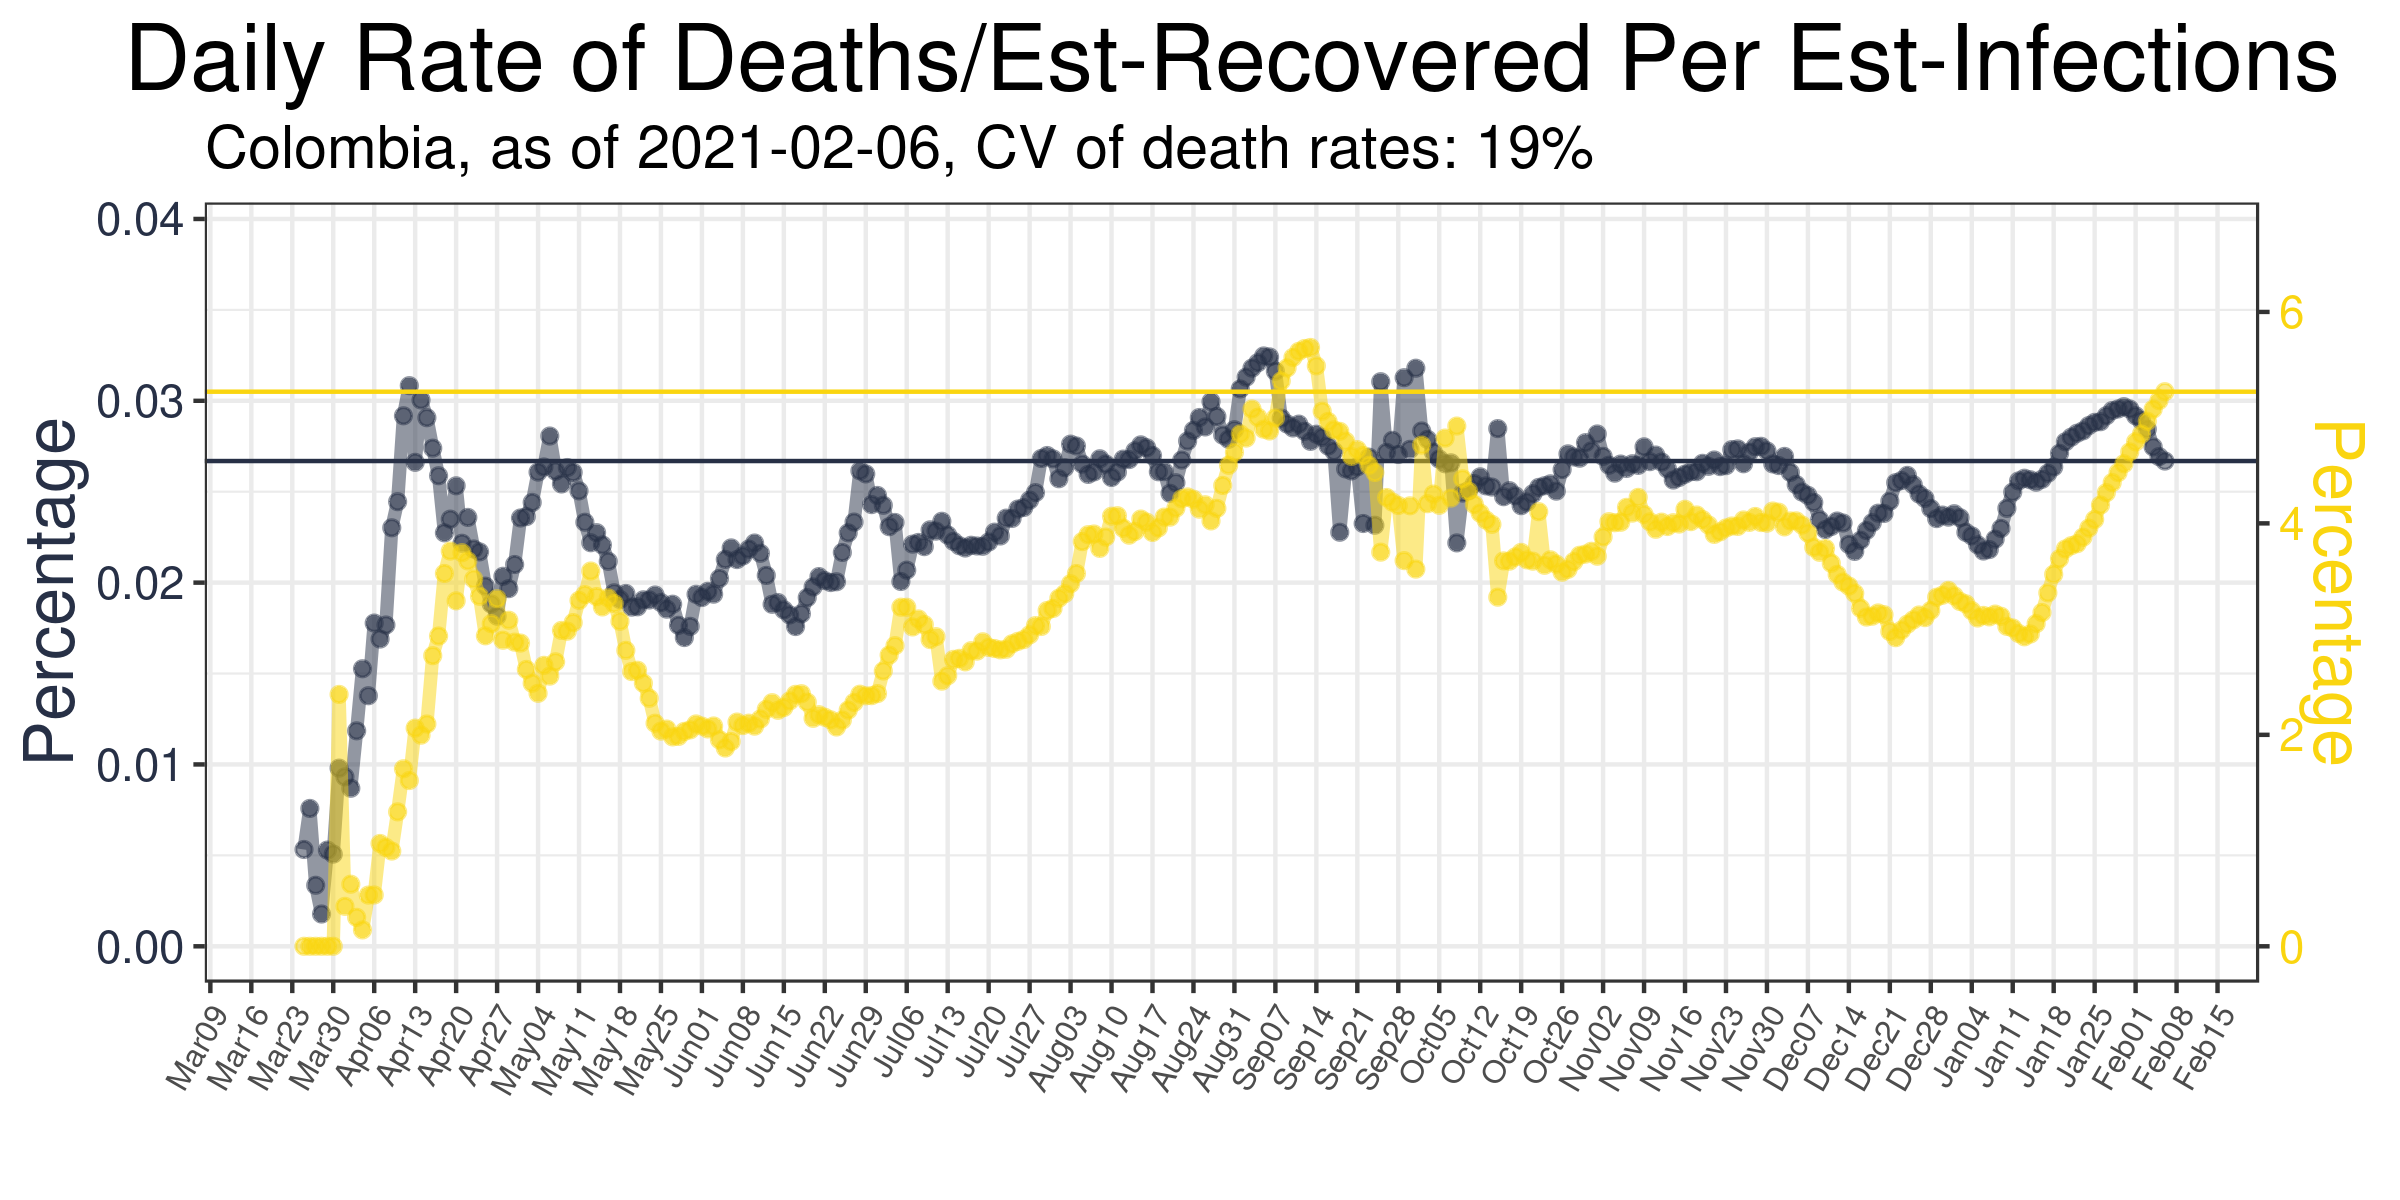 Daily Rate of Deaths/Est-Recovered Per Est-Infections
Colombia, as of 2021-02-06, CV of death rates: 19%
Percentage
0.04
0.03
0.02
0.01
0.00
6
4
2
0
Percentage
Mar09
Mar16
Mar23
Mar30
Apr06
Apr13
Apr20
Apr27
May04
May11
May18
May25
Jun01
Jun08
Jun15
Jun22
Jun29
Jul06
Jul13
Jul20
Jul27
Aug03
Aug10
Aug17
Aug24
Aug31
Sep07
Sep14
Sep21
Sep28
Oct05
Oct12
Oct19
Oct26
Nov02
Nov09
Nov16
Nov23
Nov30
Dec07
Dec14
Dec21
Dec28
Jan04
Jan11
Jan18
Jan25
Feb01
Feb08
Feb15